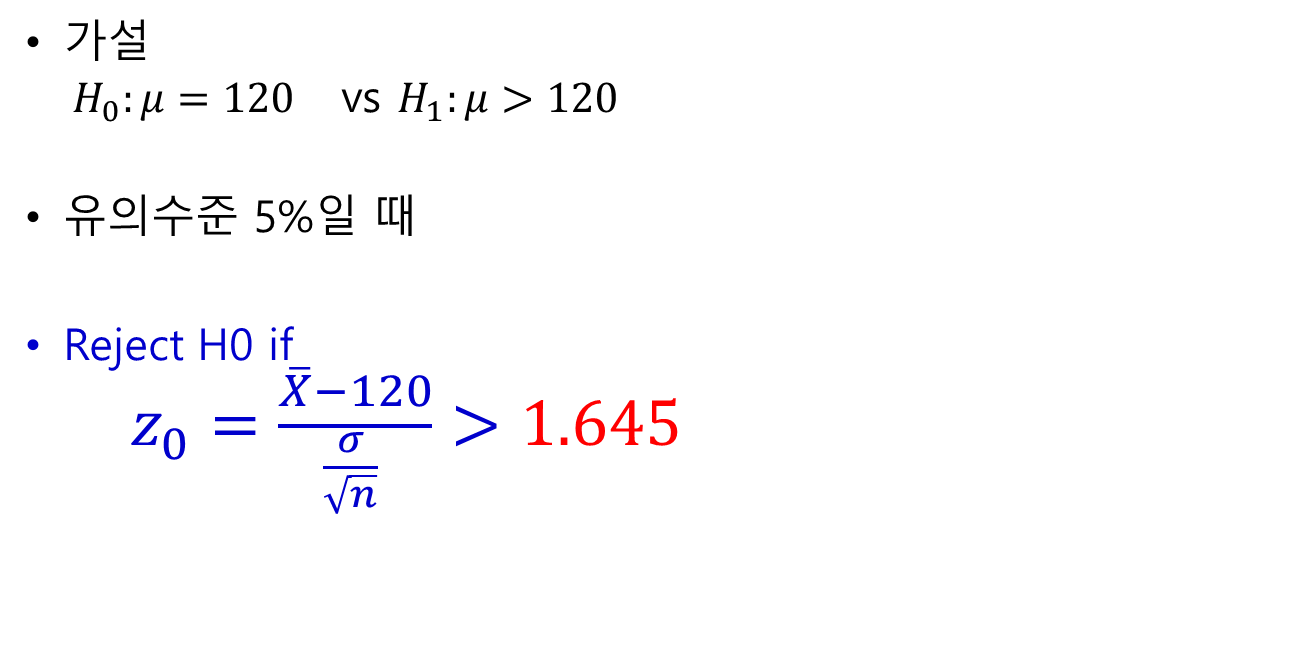 • 가설
H₀: μ = 120 vs H₁: μ > 120
• 유의수준 5%일 때
• Reject H0 if
z₀ = (X̄−120)/(σ/√n) > 1.645